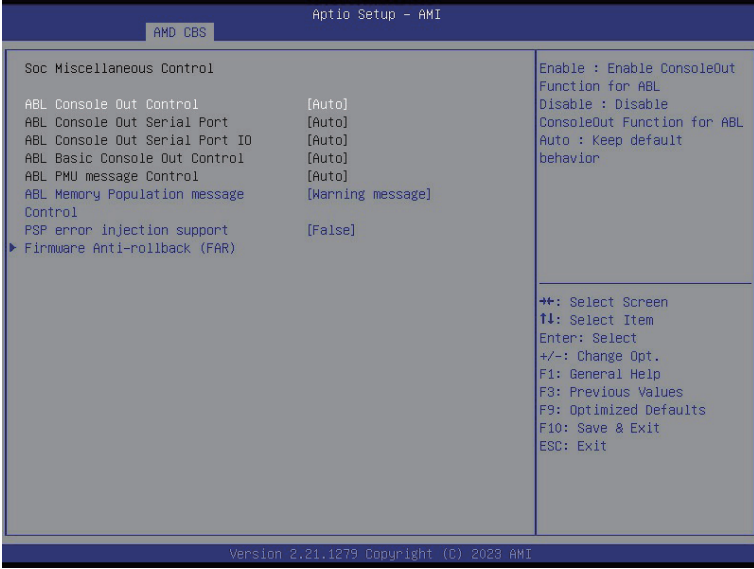 Aptio Setup – AMI
AMD CBS
Soc Miscellaneous Control
ABL Console Out Control [Auto]
ABL Console Out Serial Port [Auto]
ABL Console Out Serial Port IO [Auto]
ABL Basic Console Out Control [Auto]
ABL PMU message Control [Auto]
ABL Memory Population message [Warning message]
Control
PSP error injection support [False]
Firmware Anti-rollback (FAR)
Enable : Enable ConsoleOut
Function for ABL
Disable : Disable
ConsoleOut Function for ABL
Auto : Keep default
behavior
→←: Select Screen
↑↓: Select Item
Enter: Select
+/-: Change Opt.
F1: General Help
F3: Previous Values
F9: Optimized Defaults
F10: Save & Exit
ESC: Exit
Version 2.21.1279 Copyright (C) 2023 AMI